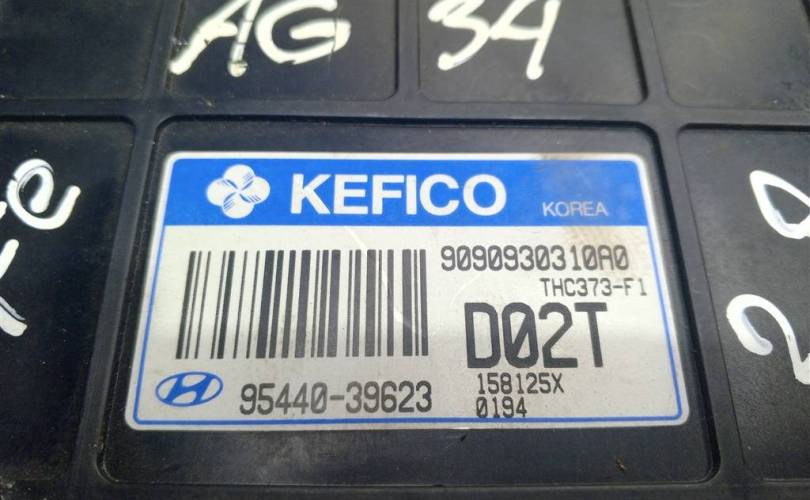 AG 34
KEFICO
KOREA
9090930310A0
THC373-F1
D02T
158125X
0194
95440-39623